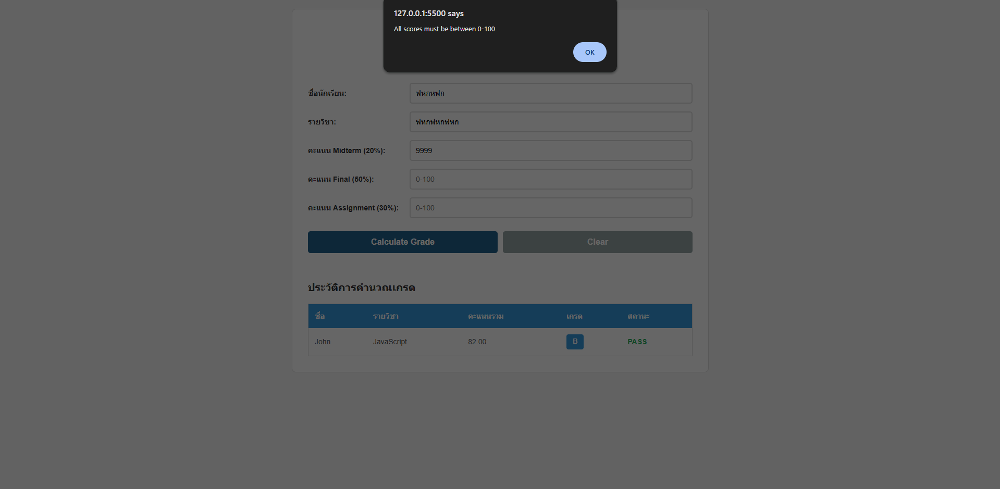 127.0.0.1:5500 says
All scores must be between 0-100
OK
ชื่อนักเรียน: ฟหกหฟก
รายวิชา: ฟหกฟหกฟหก
คะแนน Midterm (20%): 9999
คะแนน Final (50%): 0-100
คะแนน Assignment (30%): 0-100
Calculate Grade Clear
ประวัติการคำนวณเกรด
ชื่อ รายวิชา คะแนนรวม เกรด สถานะ
John JavaScript 82.00 B PASS